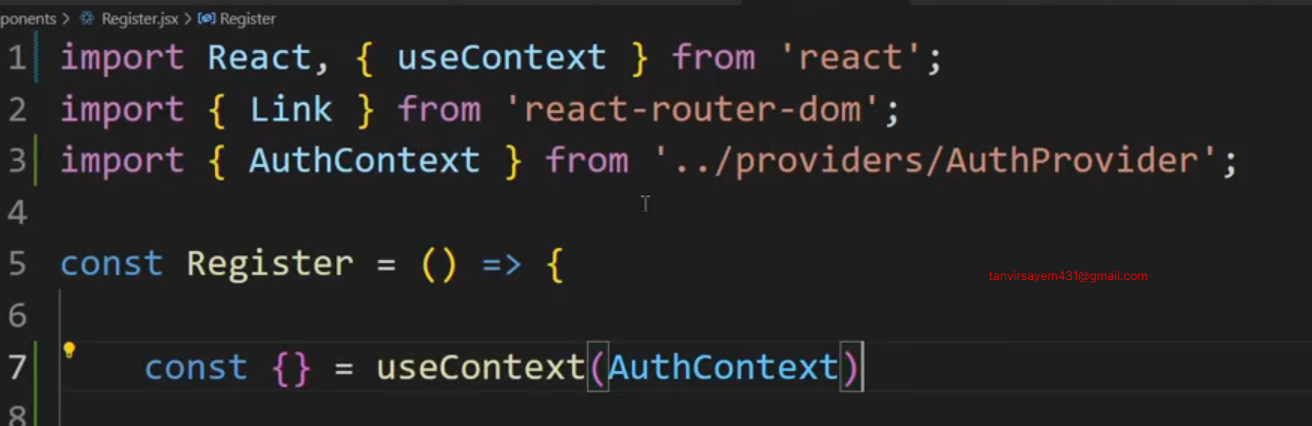 ponents > Register.jsx > Register
1 import React, { useContext } from 'react';
2 import { Link } from 'react-router-dom';
3 import { AuthContext } from '../providers/AuthProvider';
4
5 const Register = () => {
tanvirsayem431@gmail.com
6
7 const {} = useContext(AuthContext)
8